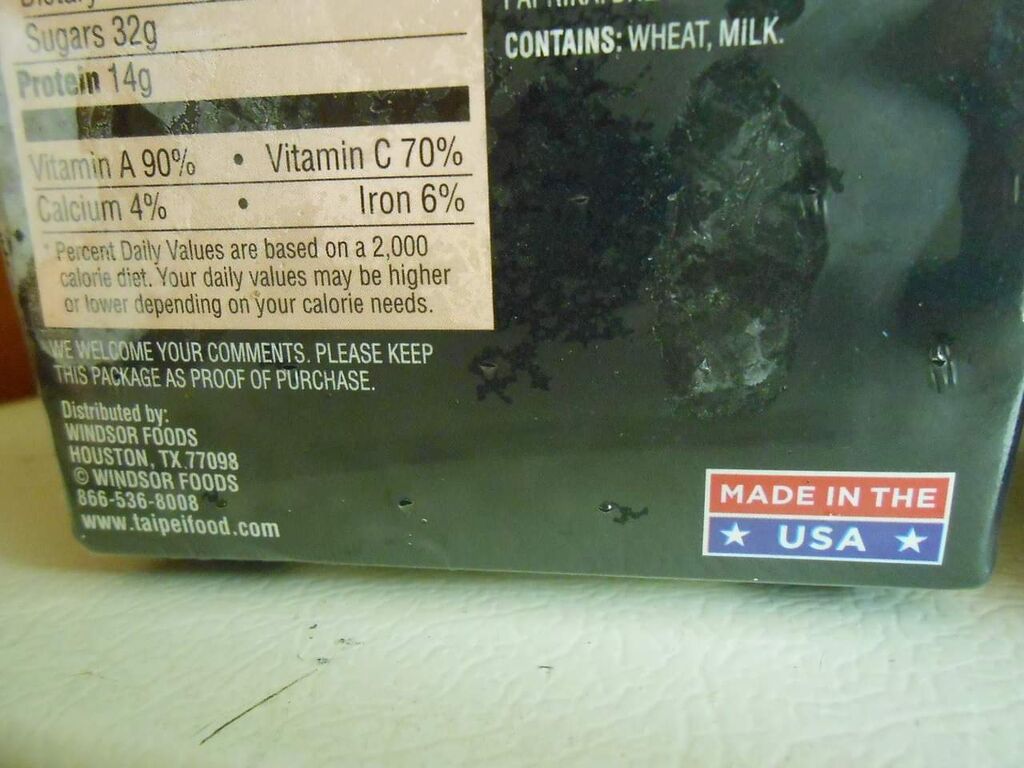 Dietary
Sugars 32g
Protein 14g
Vitamin A 90% • Vitamin C 70%
Calcium 4% • Iron 6%
* Percent Daily Values are based on a 2,000
calorie diet. Your daily values may be higher
or lower depending on your calorie needs.
WE WELCOME YOUR COMMENTS. PLEASE KEEP
THIS PACKAGE AS PROOF OF PURCHASE.
Distributed by:
WINDSOR FOODS
HOUSTON, TX 77098
© WINDSOR FOODS
866-536-8008
www.taipeifood.com
CONTAINS: WHEAT, MILK.
MADE IN THE
USA